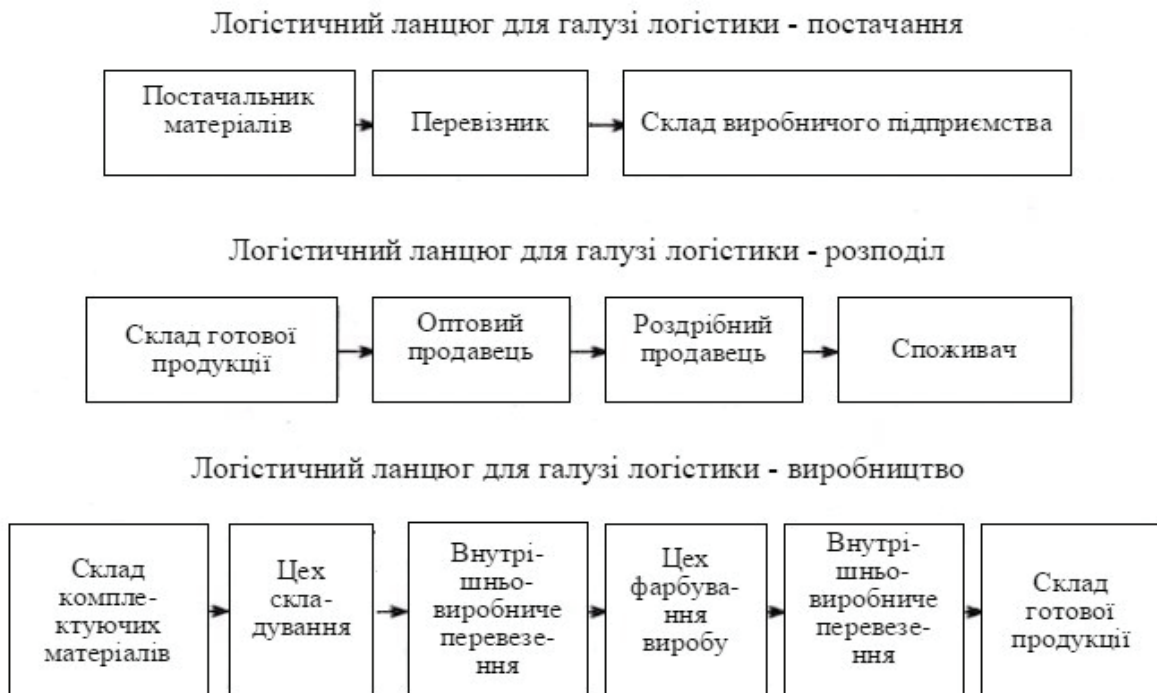 Логістичний ланцюг для галузі логістики - постачання
Постачальник
матеріалів
Перевізник
Склад виробничого підприємства
Логістичний ланцюг для галузі логістики - розподіл
Склад готової
продукції
Оптовий
продавець
Роздрібний
продавець
Споживач
Логістичний ланцюг для галузі логістики - виробництво
Склад
компле-
ктуючих
матеріалів
Цех
скла-
дування
Внутрі-
шньо-
виробниче
перевезе-
ння
Цех
фарбува-
ння
виробу
Внутрі-
шньо-
виробниче
перевезе-
ння
Склад
готової
продукції